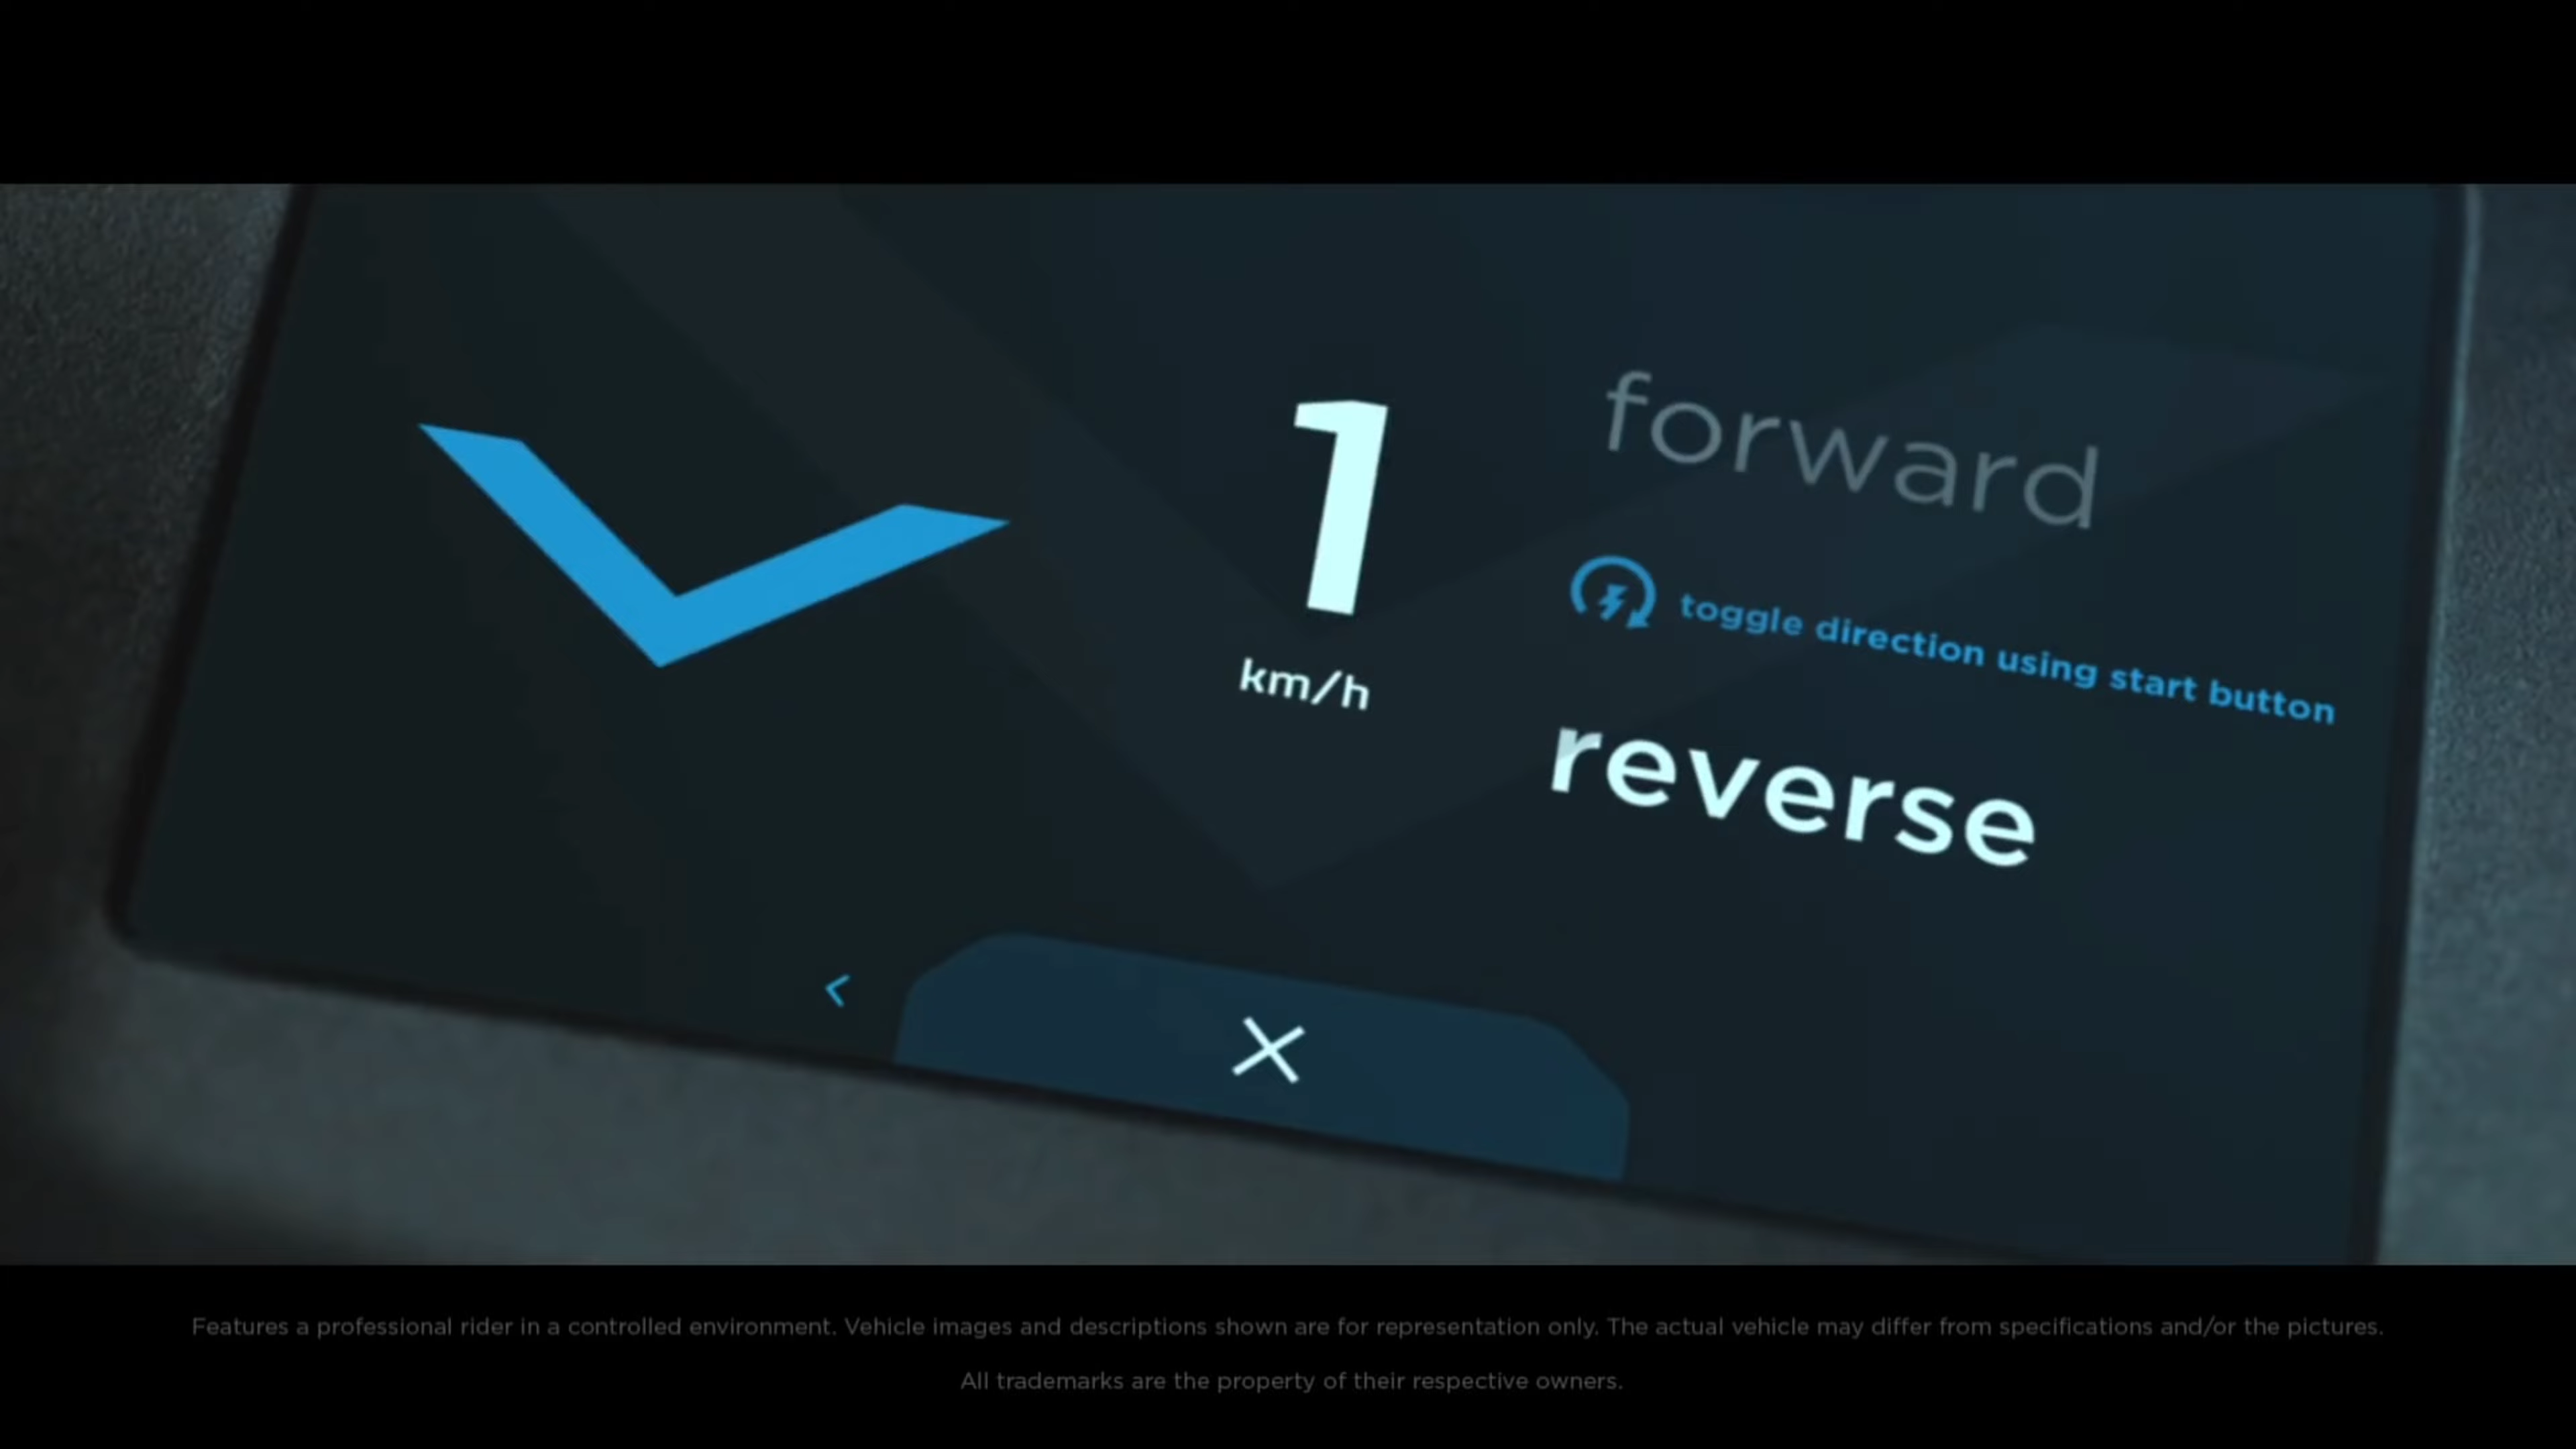 forward
1
toggle direction using start button
km/h
reverse
Features a professional rider in a controlled environment. Vehicle images and descriptions shown are for representation only. The actual vehicle may differ from specifications and/or the pictures.
All trademarks are the property of their respective owners.